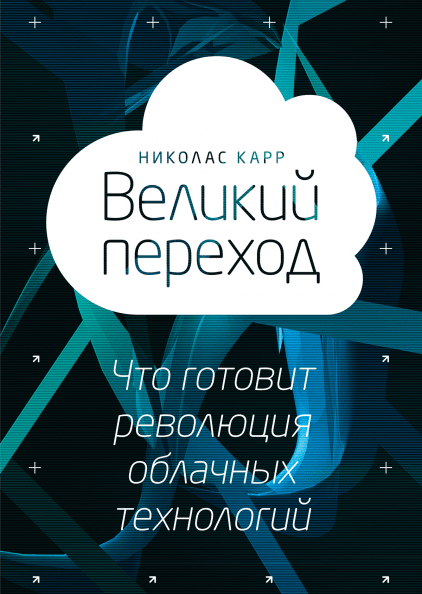 НИКОЛАС КАРР
Великий
переход
Что готовит
революция
облачных
технологий